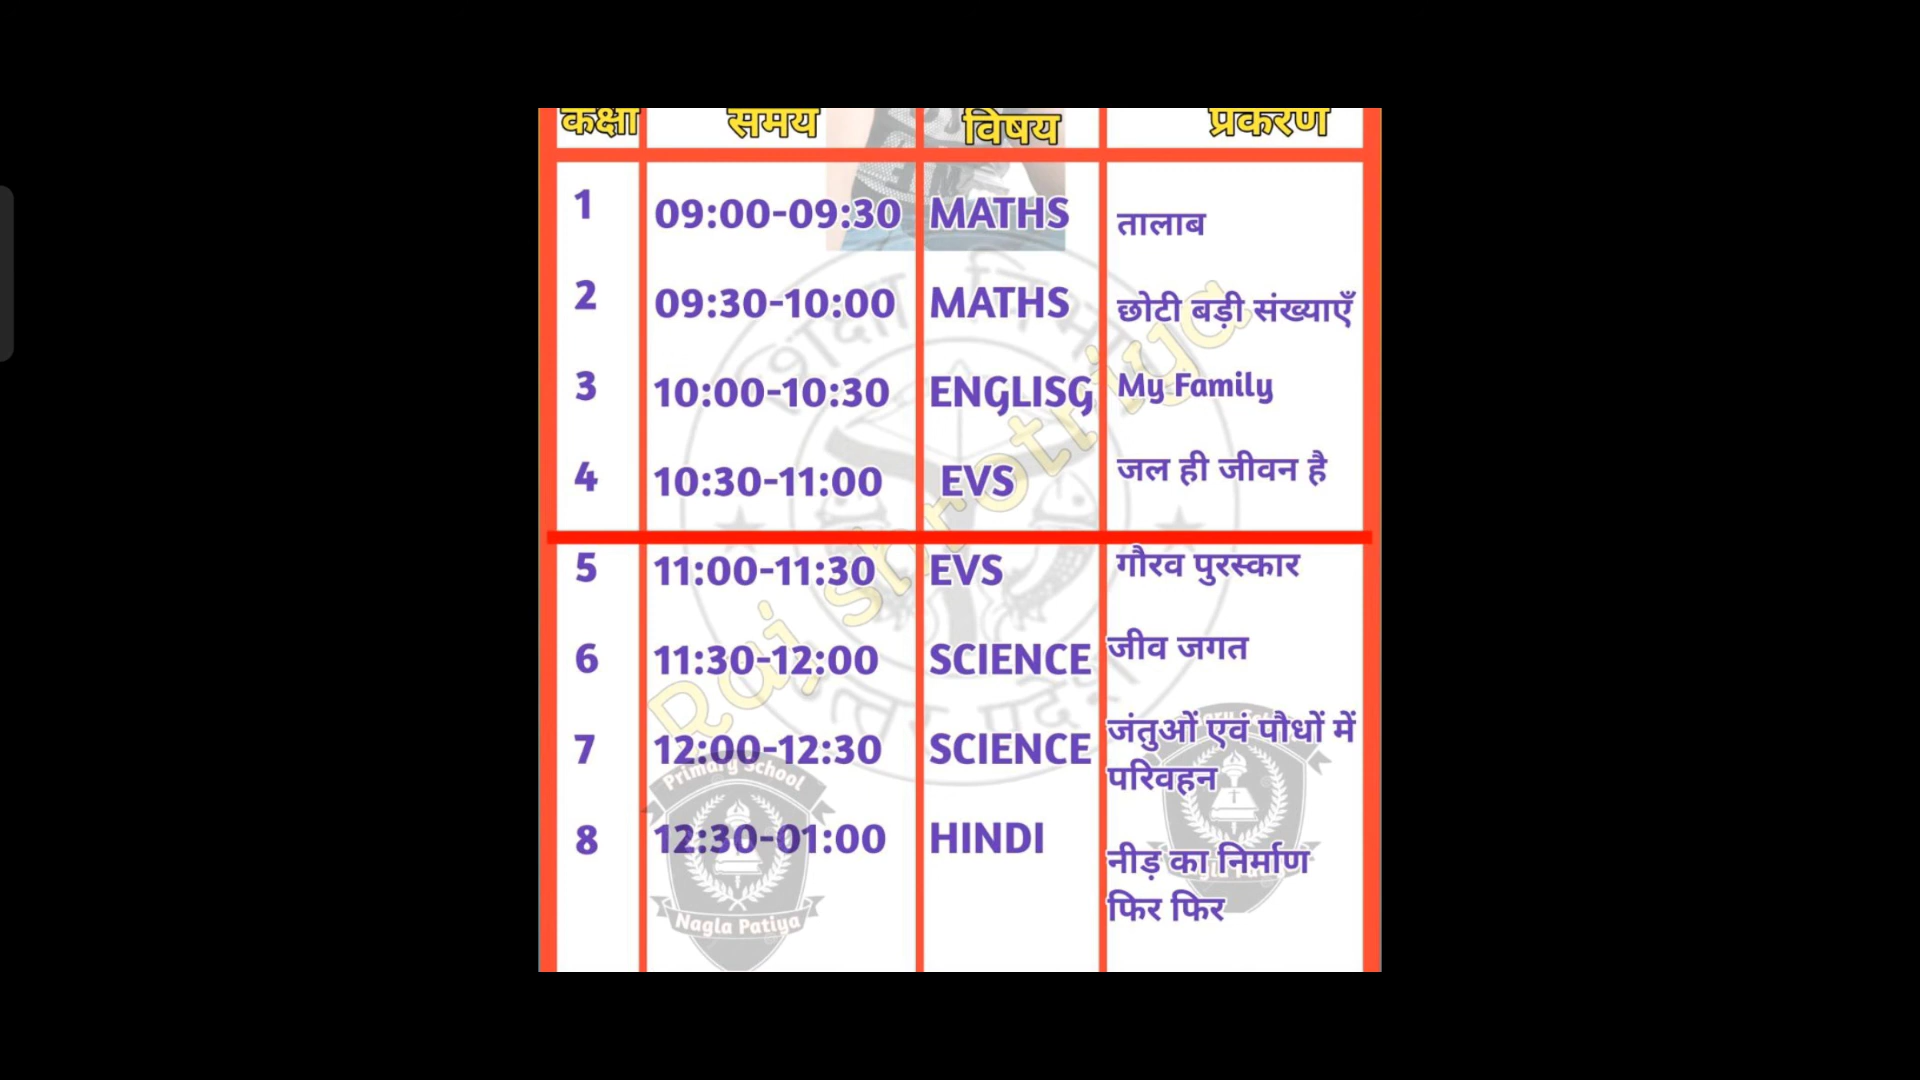 कक्षा समय विषय प्रकरण
1 09:00-09:30 MATHS तालाब
2 09:30-10:00 MATHS छोटी बड़ी संख्याएँ
3 10:00-10:30 ENGLISG My Family
4 10:30-11:00 EVS जल ही जीवन है
5 11:00-11:30 EVS गौरव पुरस्कार
6 11:30-12:00 SCIENCE जीव जगत
7 12:00-12:30 SCIENCE जंतुओं एवं पौधों में
परिवहन
8 12:30-01:00 HINDI नीड़ का निर्माण
फिर फिर
Raj shrotriya
Primary School
Nagla Patiya